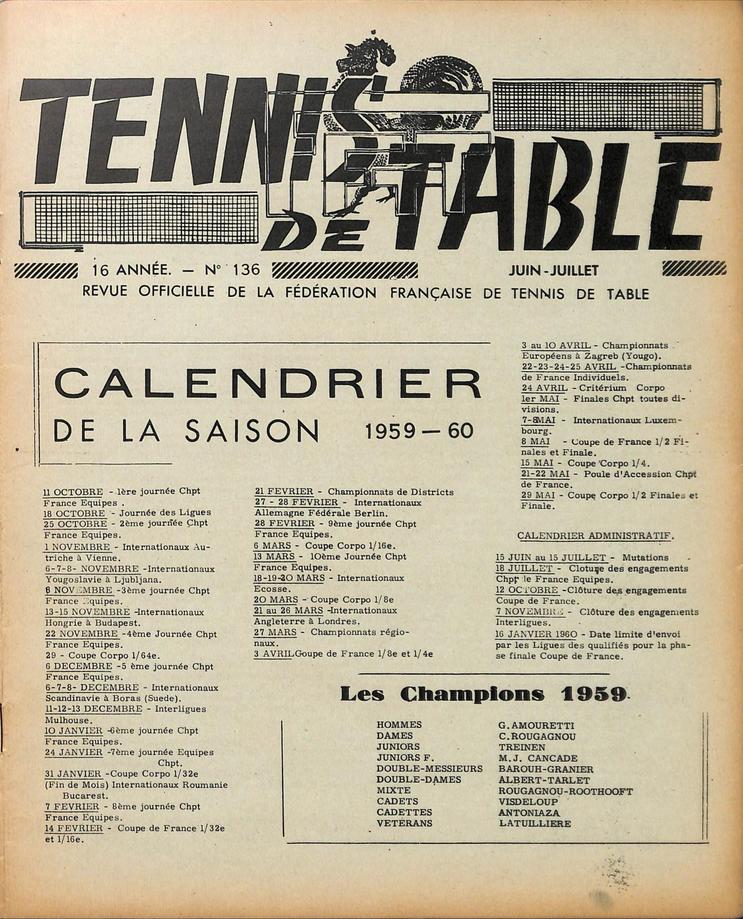 TENNIS
DE TABLE
16 ANNÉE. — N° 136
JUIN-JUILLET
REVUE OFFICIELLE DE LA FÉDÉRATION FRANÇAISE DE TENNIS DE TABLE
CALENDRIER
DE LA SAISON 1959-60
11 OCTOBRE - 1ère journée Chpt
France Equipes .
18 OCTOBRE - Journée des Ligues
25 OCTOBRE - 2ème journée Chpt
France Equipes.
1 NOVEMBRE - Internationaux Au-
triche à Vienne.
6-7-8- NOVEMBRE -Internationaux
Yougoslavie à Ljubljana.
8 NOVEMBRE -3ème journée Chpt
France Equipes.
13-15 NOVEMBRE -Internationaux
Hongrie à Budapest.
22 NOVEMBRE -4ème Journée Chpt
France Equipes.
29 - Coupe Corpo 1/64e.
6 DECEMBRE -5 ème journée Chpt
France Equipes.
6-7-8- DECEMBRE - Internationaux
Scandinavie à Boras (Suede).
11-12-13 DECEMBRE - Interligues
Mulhouse.
10 JANVIER -6ème journée Chpt
France Equipes.
24 JANVIER -7ème journée Equipes
Chpt.
31 JANVIER -Coupe Corpo 1/32e
(Fin de Mois) Internationaux Roumanie
Bucarest.
7 FEVRIER - 8ème journée Chpt
France Equipes.
14 FEVRIER - Coupe de France 1/32e
et 1/16e.
21 FEVRIER - Championnats de Districts
27 - 28 FEVRIER - Internationaux
Allemagne Fédérale Berlin.
28 FEVRIER - 9ème journée Chpt
France Equipes.
6 MARS - Coupe Corpo 1/16e.
13 MARS - 10ème Journée Chpt
France Equipes.
18-19-20 MARS - Internationaux
Ecosse.
20 MARS - Coupe Corpo 1/8e
21 au 26 MARS -Internationaux
Angleterre à Londres.
27 MARS - Championnats régio-
naux.
3 AVRIL Coupe de France 1/8e et 1/4e
3 au 10 AVRIL - Championnats
Européens à Zagreb (Yougo).
22-23-24-25 AVRIL -Championnats
de France Individuels.
24 AVRIL - Critérium Corpo
1er MAI - Finales Chpt toutes di-
visions.
7-8 MAI - Internationaux Luxem-
bourg.
8 MAI - Coupe de France 1/2 Fi-
nales et Finale.
15 MAI - Coupe Corpo 1/4.
21-22 MAI - Poule d'Accession Chpt
de France.
29 MAI - Coupe Corpo 1/2 Finales et
Finale.
CALENDRIER ADMINISTRATIF.
15 JUIN au 15 JUILLET - Mutations
18 JUILLET - Cloture des engagements
Chpt de France Equipes.
12 OCTOBRE -Clôture des engagements
Coupe de France.
7 NOVEMBRE - Clôture des engagements
Interligues.
16 JANVIER 1960 - Date limite d'envoi
par les Ligues des qualifiés pour la pha-
se finale Coupe de France.
Les Champions 1959
HOMMES G. AMOURETTI
DAMES C. ROUGAGNOU
JUNIORS TREINEN
JUNIORS F. M. J. CANCADE
DOUBLE-MESSIEURS BAROUH-GRANIER
DOUBLE-DAMES ALBERT-TARLET
MIXTE ROUGAGNOU-ROOTHOOFT
CADETS VISDELOUP
CADETTES ANTONIAZA
VETERANS LATUILLIERE